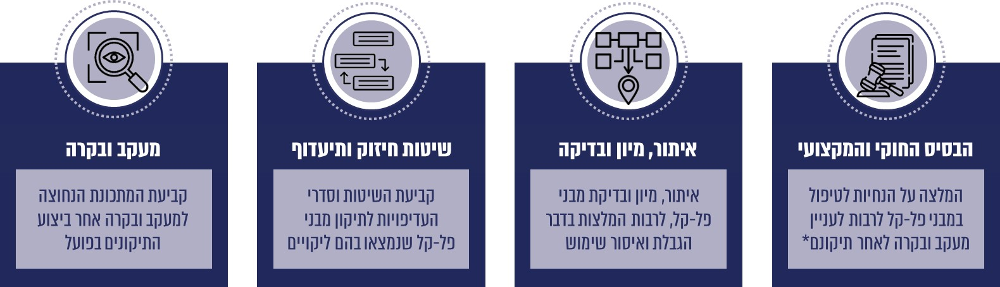 הבסיס החוקי והמקצועי
המלצה על הנחיות לטיפול
במבני פל-קל לרבות לעניין
מעקב ובקרה לאחר תיקונם*
איתור, מיון ובדיקה
איתור, מיון ובדיקת מבני
פל-קל, לרבות המלצות בדבר
הגבלת ואיסור שימוש
שיטות חיזוק ותיעדוף
קביעת השיטות וסדרי
העדיפויות לתיקון מבני
פל-קל שנמצאו בהם ליקויים
מעקב ובקרה
קביעת המתכונת הנחוצה
למעקב ובקרה אחר ביצוע
התיקונים בפועל